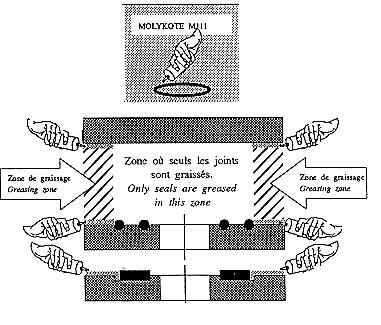 MOLYKOTE M111
Zone où seuls les joints
sont graissés.
Only seals are greased
in this zone
Zone de graissage
Greasing zone
Zone de graissage
Greasing zone